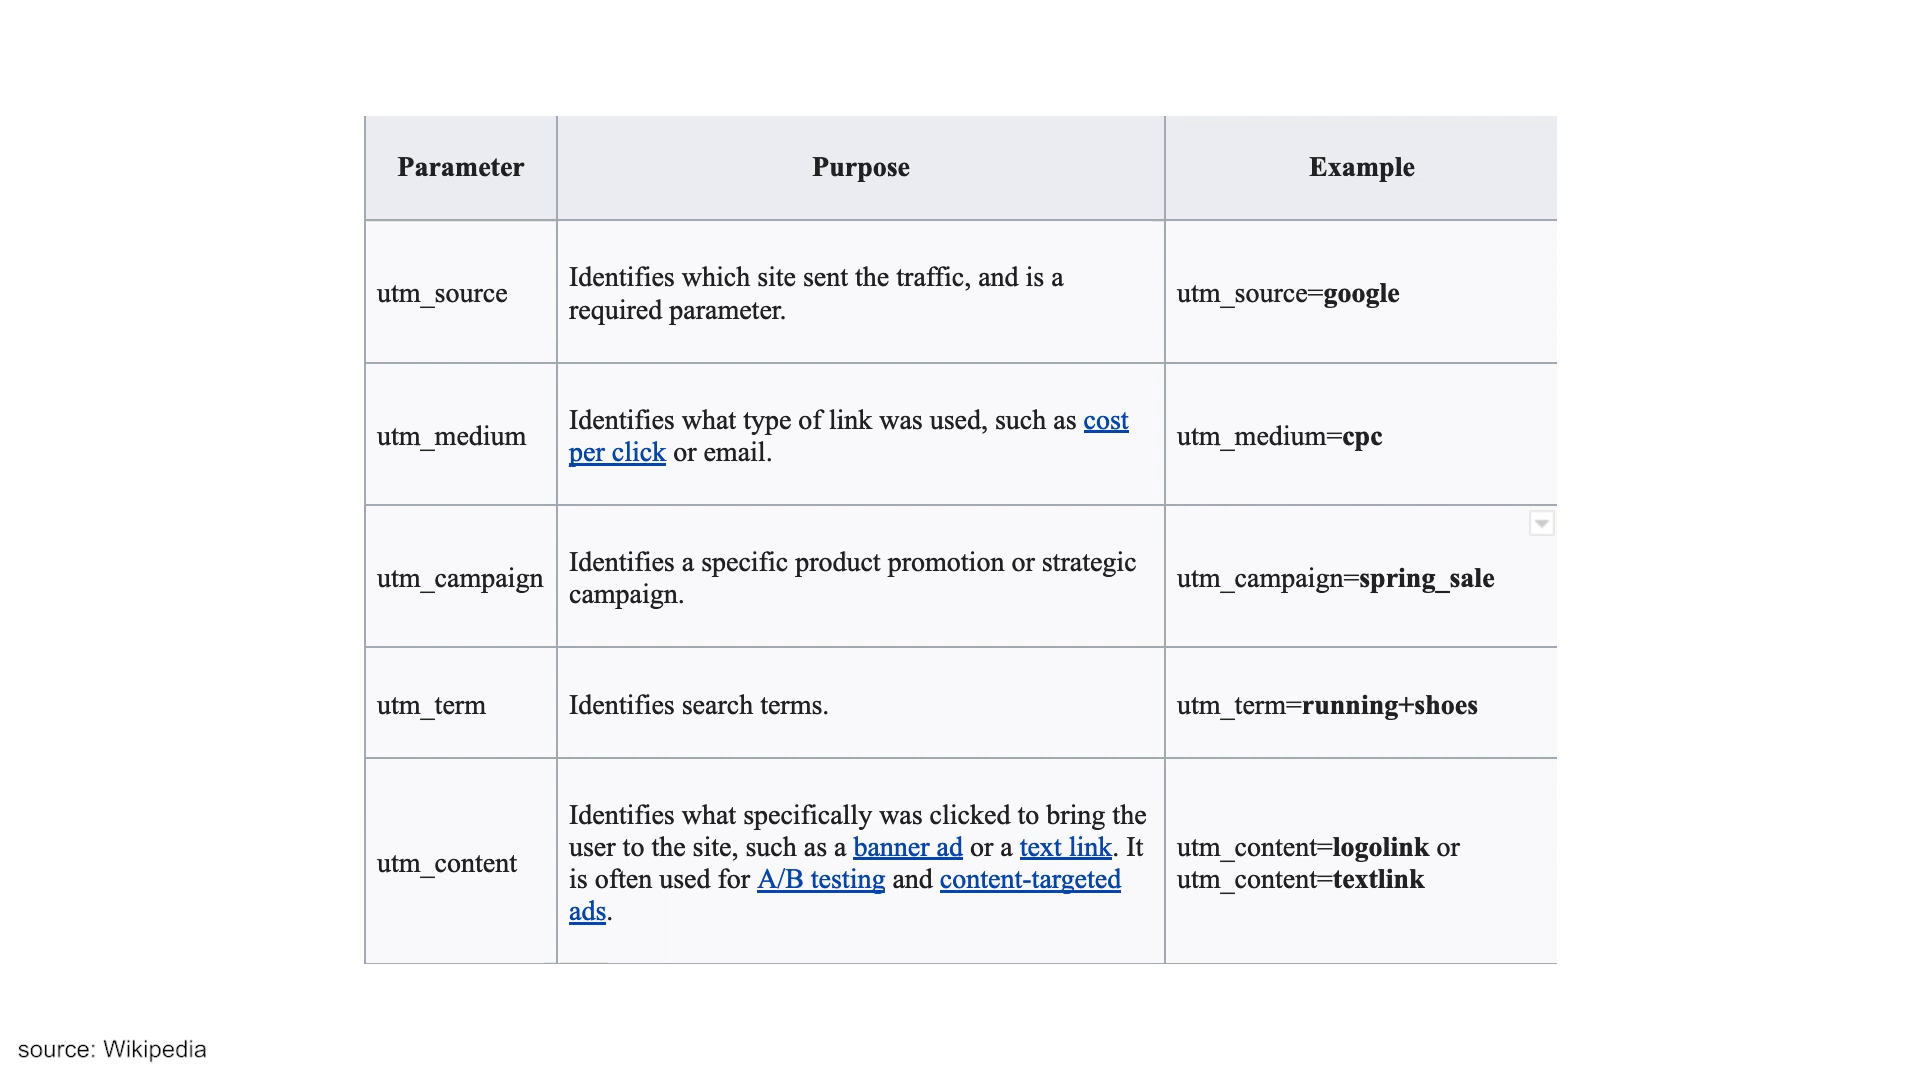 Parameter Purpose Example
utm_source
Identifies which site sent the traffic, and is a
required parameter.
utm_source=google
utm_medium
Identifies what type of link was used, such as cost
per click or email.
utm_medium=cpc
utm_campaign
Identifies a specific product promotion or strategic
campaign.
utm_campaign=spring_sale
utm_term
Identifies search terms.
utm_term=running+shoes
utm_content
Identifies what specifically was clicked to bring the
user to the site, such as a banner ad or a text link. It
is often used for A/B testing and content-targeted
ads.
utm_content=logolink or
utm_content=textlink
source: Wikipedia